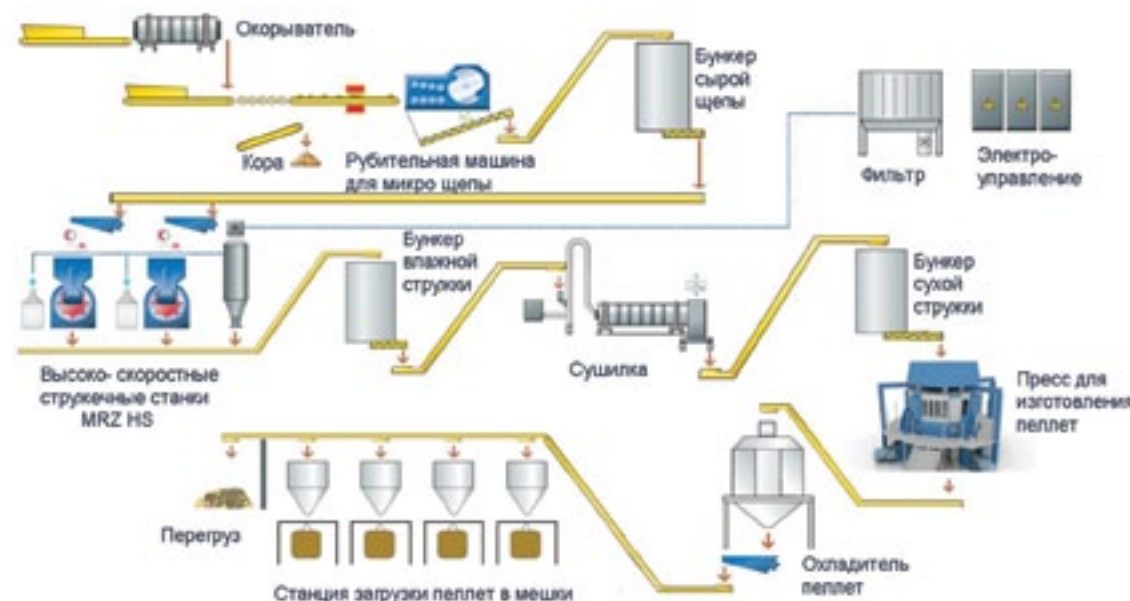 Окорыватель
Бункер
сырой
щепы
Кора
Рубительная машина
для микро щепы
Фильтр
Электро-
управление
Бункер
влажной
стружки
Бункер
сухой
стружки
Сушилка
Высоко- скоростные
стружечные станки
MRZ HS
Пресс для
изготовления
пеллет
Перегруз
Охладитель
пеллет
Станция загрузки пеллет в мешки